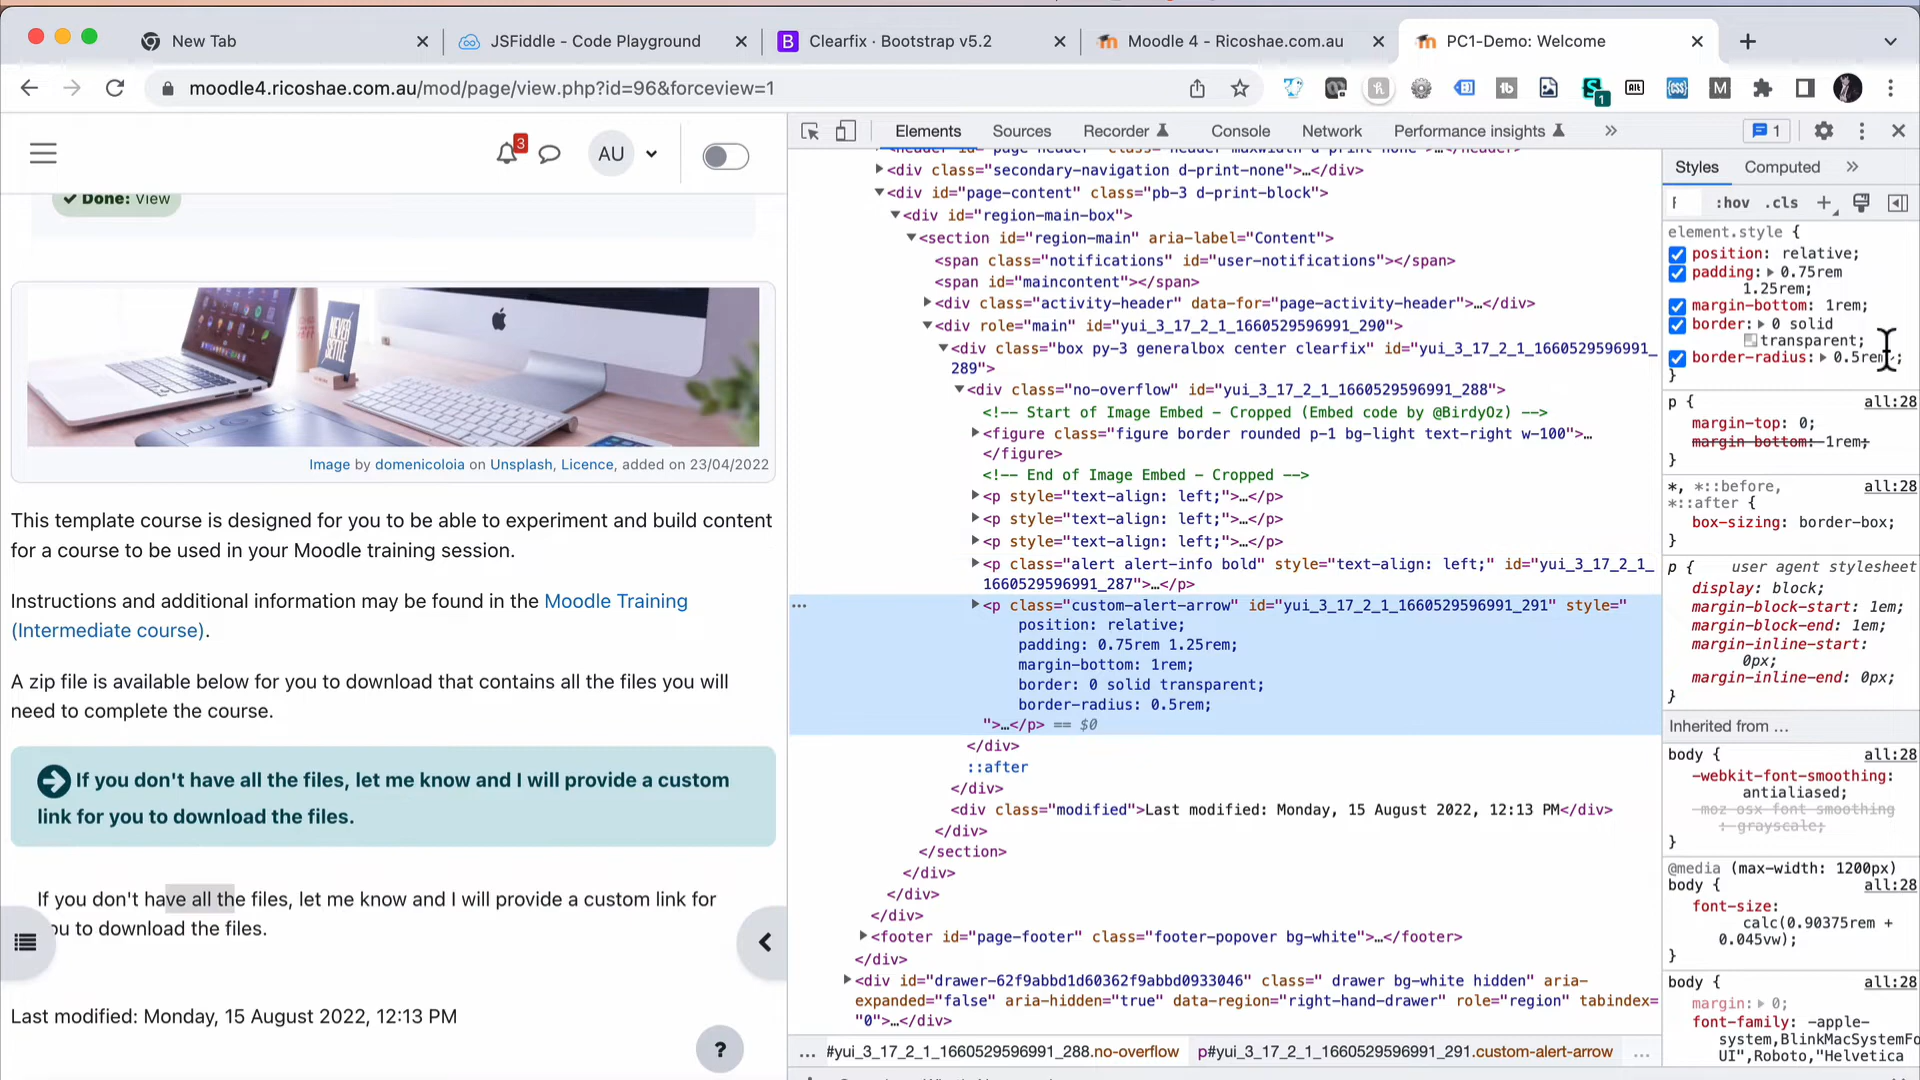 New Tab
JSFiddle - Code Playground
Clearfix · Bootstrap v5.2
Moodle 4 - Ricoshae.com.au
PC1-Demo: Welcome
moodle4.ricoshae.com.au/mod/page/view.php?id=96&forceview=1
3
AU
Done: View
NEVER
SETTLE
Image by domenicoloia on Unsplash, Licence, added on 23/04/2022
This template course is designed for you to be able to experiment and build content
for a course to be used in your Moodle training session.
Instructions and additional information may be found in the Moodle Training
(Intermediate course).
A zip file is available below for you to download that contains all the files you will
need to complete the course.
If you don't have all the files, let me know and I will provide a custom
link for you to download the files.
If you don't have all the files, let me know and I will provide a custom link for
ou to download the files.
Last modified: Monday, 15 August 2022, 12:13 PM
?
Elements Sources Recorder Console Network Performance insights » 1
<div class="secondary-navigation d-print-none">…</div>
<div id="page-content" class="pb-3 d-print-block">
<div id="region-main-box">
<section id="region-main" aria-label="Content">
<span class="notifications" id="user-notifications"></span>
<span id="maincontent"></span>
<div class="activity-header" data-for="page-activity-header">…</div>
<div role="main" id="yui_3_17_2_1_1660529596991_290">
<div class="box py-3 generalbox center clearfix" id="yui_3_17_2_1_1660529596991_
289">
<div class="no-overflow" id="yui_3_17_2_1_1660529596991_288">
<!-- Start of Image Embed – Cropped (Embed code by @BirdyOz) -->
<figure class="figure border rounded p-1 bg-light text-right w-100">…
</figure>
<!-- End of Image Embed – Cropped -->
<p style="text-align: left;">…</p>
<p style="text-align: left;">…</p>
<p style="text-align: left;">…</p>
<p class="alert alert-info bold" style="text-align: left;" id="yui_3_17_2_1_
1660529596991_287">…</p>
<p class="custom-alert-arrow" id="yui_3_17_2_1_1660529596991_291" style="
position: relative;
padding: 0.75rem 1.25rem;
margin-bottom: 1rem;
border: 0 solid transparent;
border-radius: 0.5rem;
">…</p> == $0
</div>
::after
</div>
<div class="modified">Last modified: Monday, 15 August 2022, 12:13 PM</div>
</div>
</section>
</div>
</div>
</div>
<footer id="page-footer" class="footer-popover bg-white">…</footer>
</div>
<div id="drawer-62f9abbd1d60362f9abbd0933046" class=" drawer bg-white hidden" aria-
expanded="false" aria-hidden="true" data-region="right-hand-drawer" role="region" tabindex=
"0">…</div>
… #yui_3_17_2_1_1660529596991_288.no-overflow p#yui_3_17_2_1_1660529596991_291.custom-alert-arrow …
Styles Computed »
:hov .cls +
element.style {
position: relative;
padding: 0.75rem
1.25rem;
margin-bottom: 1rem;
border: 0 solid
transparent;
border-radius: 0.5rem;
}
p { all:28
margin-top: 0;
margin-bottom: 1rem;
}
*, *::before, all:28
*::after {
box-sizing: border-box;
}
p { user agent stylesheet
display: block;
margin-block-start: 1em;
margin-block-end: 1em;
margin-inline-start:
0px;
margin-inline-end: 0px;
}
Inherited from …
body { all:28
-webkit-font-smoothing:
antialiased;
-moz-osx-font-smoothing
: grayscale;
}
@media (max-width: 1200px)
body { all:28
font-size:
calc(0.90375rem +
0.045vw);
}
body { all:28
margin: 0;
font-family: -apple-
system,BlinkMacSystemFo
UI",Roboto,"Helvetica